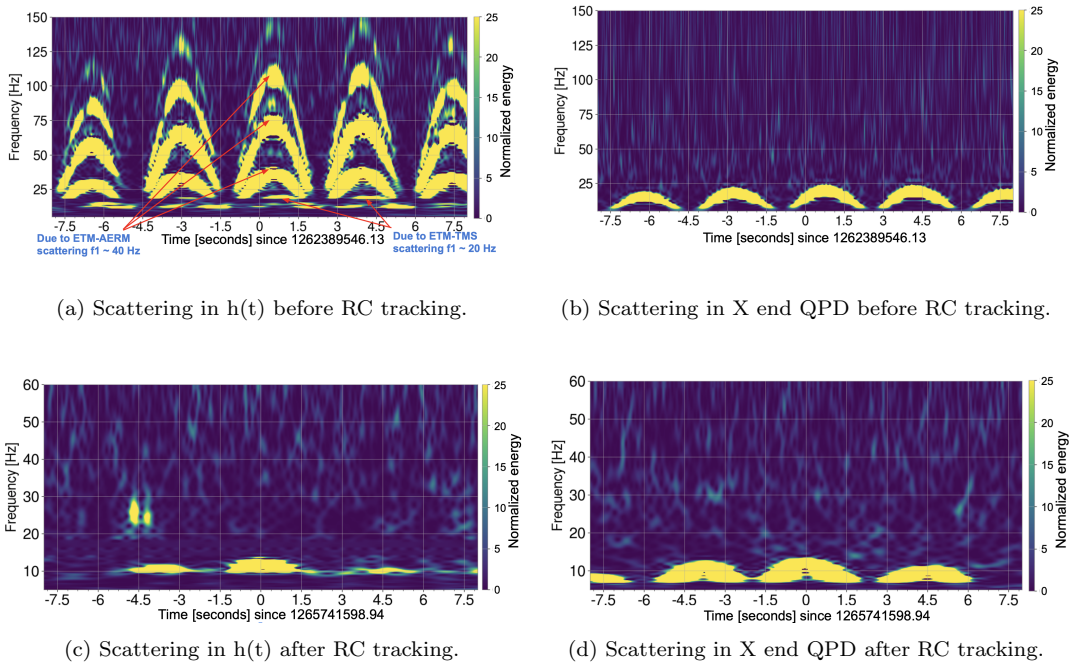 150
125
100
75
50
25
Frequency [Hz]
-7.5 -6 -4.5 -3 -1.5 0 1.5 3 4.5 6 7.5
Time [seconds] since 1262389546.13
25
20
15
10
5
0
Normalized energy
Due to ETM-AERM
scattering f1 ~ 40 Hz
Due to ETM-TMS
scattering f1 ~ 20 Hz
150
125
100
75
50
25
Frequency [Hz]
-7.5 -6 -4.5 -3 -1.5 0 1.5 3 4.5 6 7.5
Time [seconds] since 1262389546.13
25
20
15
10
5
0
Normalized energy
(a) Scattering in h(t) before RC tracking.
(b) Scattering in X end QPD before RC tracking.
60
50
40
30
20
10
Frequency [Hz]
-7.5 -6 -4.5 -3 -1.5 0 1.5 3 4.5 6 7.5
Time [seconds] since 1265741598.94
25
20
15
10
5
0
Normalized energy
60
50
40
30
20
10
Frequency [Hz]
-7.5 -6 -4.5 -3 -1.5 0 1.5 3 4.5 6 7.5
Time [seconds] since 1265741598.94
25
20
15
10
5
0
Normalized energy
(c) Scattering in h(t) after RC tracking.
(d) Scattering in X end QPD after RC tracking.